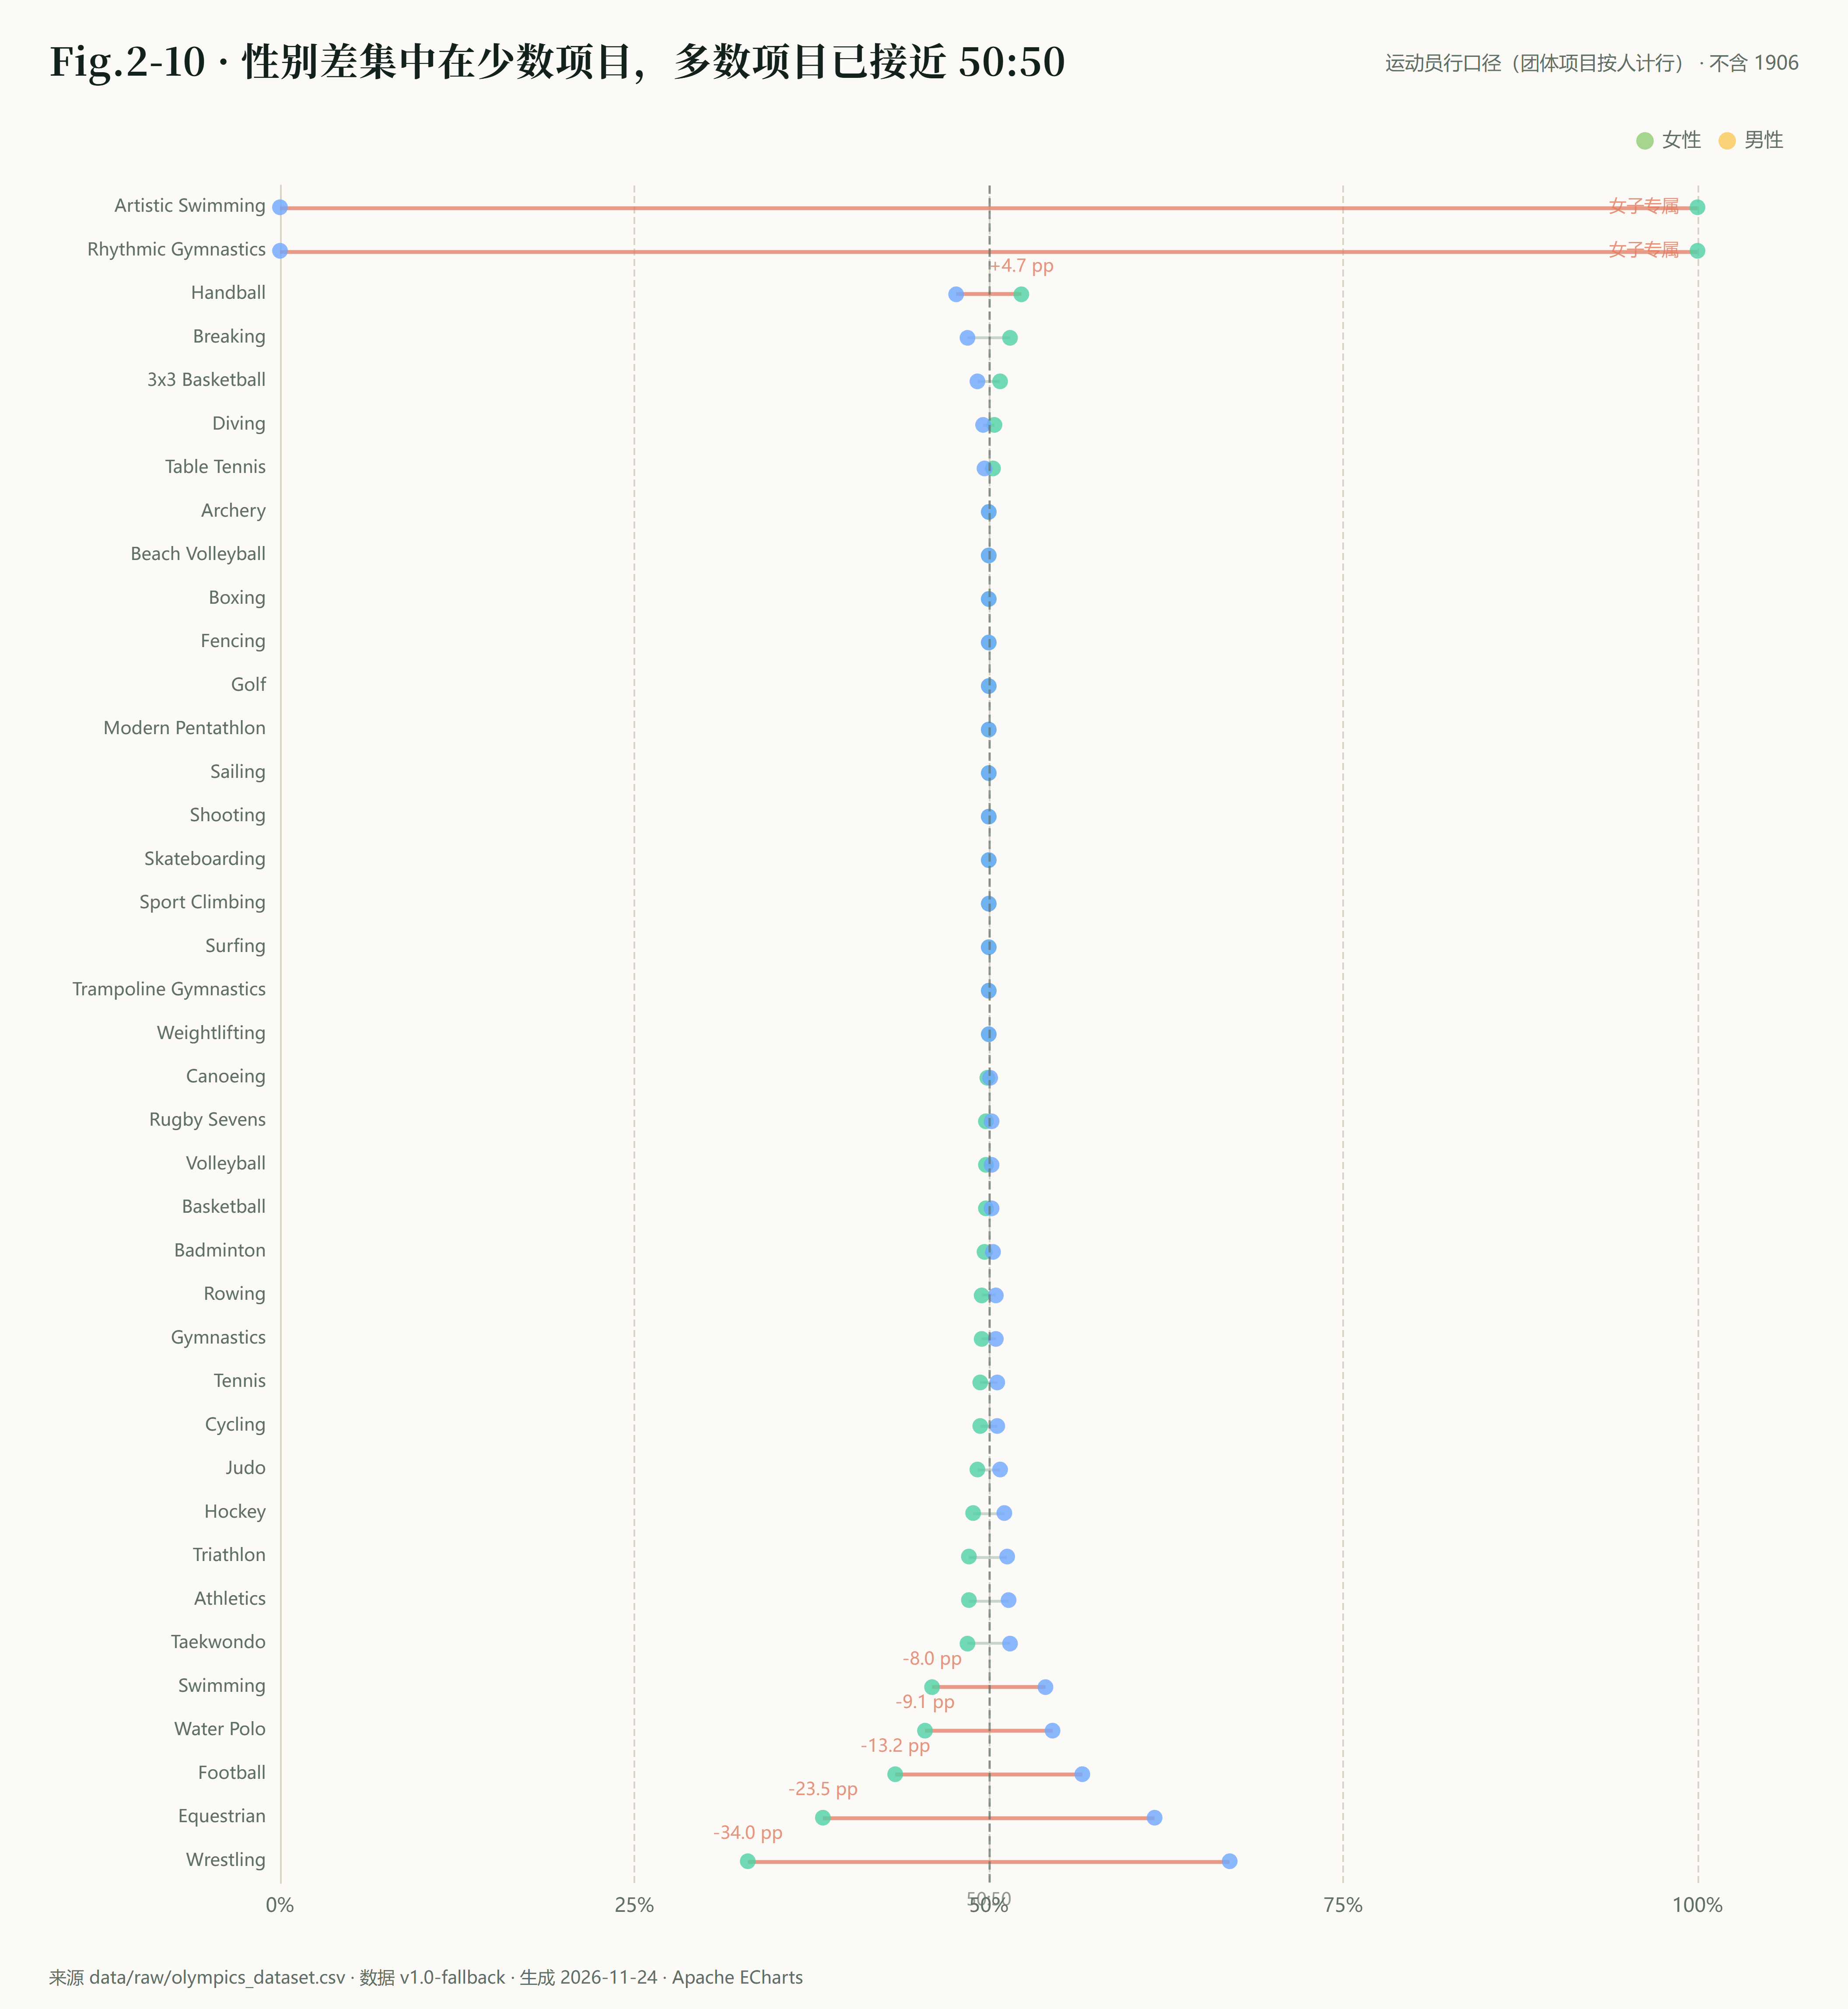 Fig.2-10 · 性别差集中在少数项目，多数项目已接近 50:50
运动员行口径（团体项目按人计行） · 不含 1906
女性 男性
Artistic Swimming 女子专属
Rhythmic Gymnastics 女子专属
+4.7 pp
Handball
Breaking
3x3 Basketball
Diving
Table Tennis
Archery
Beach Volleyball
Boxing
Fencing
Golf
Modern Pentathlon
Sailing
Shooting
Skateboarding
Sport Climbing
Surfing
Trampoline Gymnastics
Weightlifting
Canoeing
Rugby Sevens
Volleyball
Basketball
Badminton
Rowing
Gymnastics
Tennis
Cycling
Judo
Hockey
Triathlon
Athletics
Taekwondo
-8.0 pp
Swimming
-9.1 pp
Water Polo
-13.2 pp
Football
-23.5 pp
Equestrian
-34.0 pp
Wrestling
50:50
0% 25% 50% 75% 100%
来源 data/raw/olympics_dataset.csv · 数据 v1.0-fallback · 生成 2026-11-24 · Apache ECharts